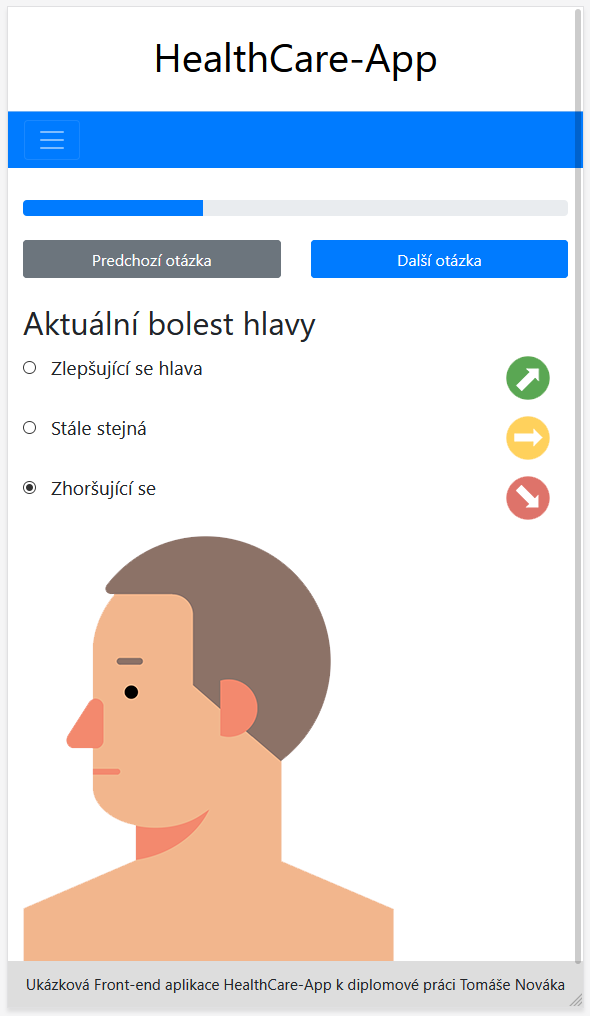 HealthCare-App
Predchozí otázka
Další otázka
Aktuální bolest hlavy
Zlepšující se hlava
Stále stejná
Zhoršující se
Ukázková Front-end aplikace HealthCare-App k diplomové práci Tomáše Nováka